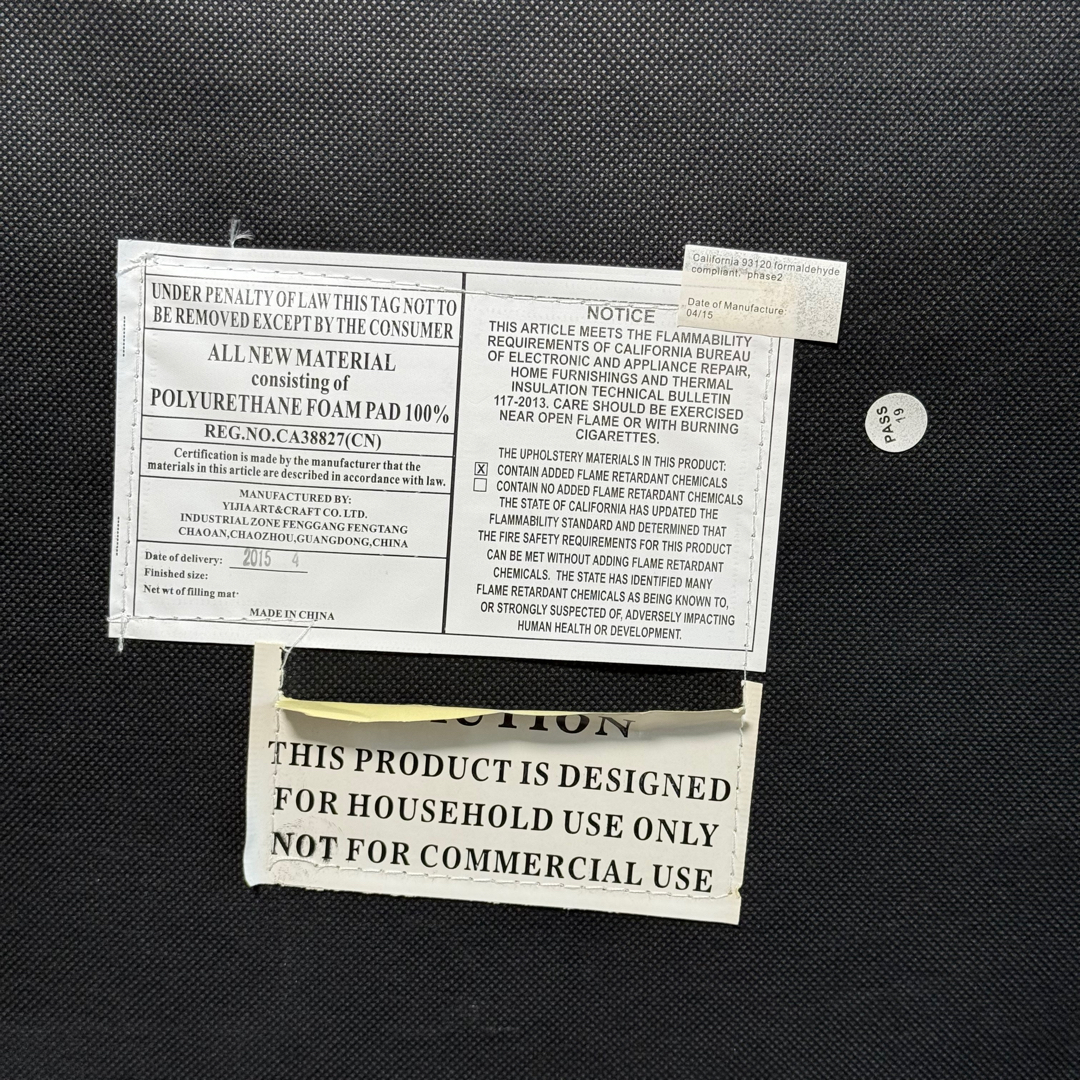 UNDER PENALTY OF LAW THIS TAG NOT TO
BE REMOVED EXCEPT BY THE CONSUMER
ALL NEW MATERIAL
consisting of
POLYURETHANE FOAM PAD 100%
REG.NO.CA38827(CN)
Certification is made by the manufacturer that the
materials in this article are described in accordance with law.
MANUFACTURED BY:
YIJIA ART&CRAFT CO. LTD.
INDUSTRIAL ZONE FENGGANG FENGTANG
CHAOAN,CHAOZHOU,GUANGDONG,CHINA
Date of delivery: 2015 4
Finished size:
Net wt of filling mat·
MADE IN CHINA
NOTICE
THIS ARTICLE MEETS THE FLAMMABILITY
REQUIREMENTS OF CALIFORNIA BUREAU
OF ELECTRONIC AND APPLIANCE REPAIR,
HOME FURNISHINGS AND THERMAL
INSULATION TECHNICAL BULLETIN
117-2013. CARE SHOULD BE EXERCISED
NEAR OPEN FLAME OR WITH BURNING
CIGARETTES.
THE UPHOLSTERY MATERIALS IN THIS PRODUCT:
X CONTAIN ADDED FLAME RETARDANT CHEMICALS
CONTAIN NO ADDED FLAME RETARDANT CHEMICALS
THE STATE OF CALIFORNIA HAS UPDATED THE
FLAMMABILITY STANDARD AND DETERMINED THAT
THE FIRE SAFETY REQUIREMENTS FOR THIS PRODUCT
CAN BE MET WITHOUT ADDING FLAME RETARDANT
CHEMICALS. THE STATE HAS IDENTIFIED MANY
FLAME RETARDANT CHEMICALS AS BEING KNOWN TO,
OR STRONGLY SUSPECTED OF, ADVERSELY IMPACTING
HUMAN HEALTH OR DEVELOPMENT.
California 93120 formaldehyde
compliant. phase2
Date of Manufacture:
04/15
PASS
19
THIS PRODUCT IS DESIGNED
FOR HOUSEHOLD USE ONLY
NOT FOR COMMERCIAL USE